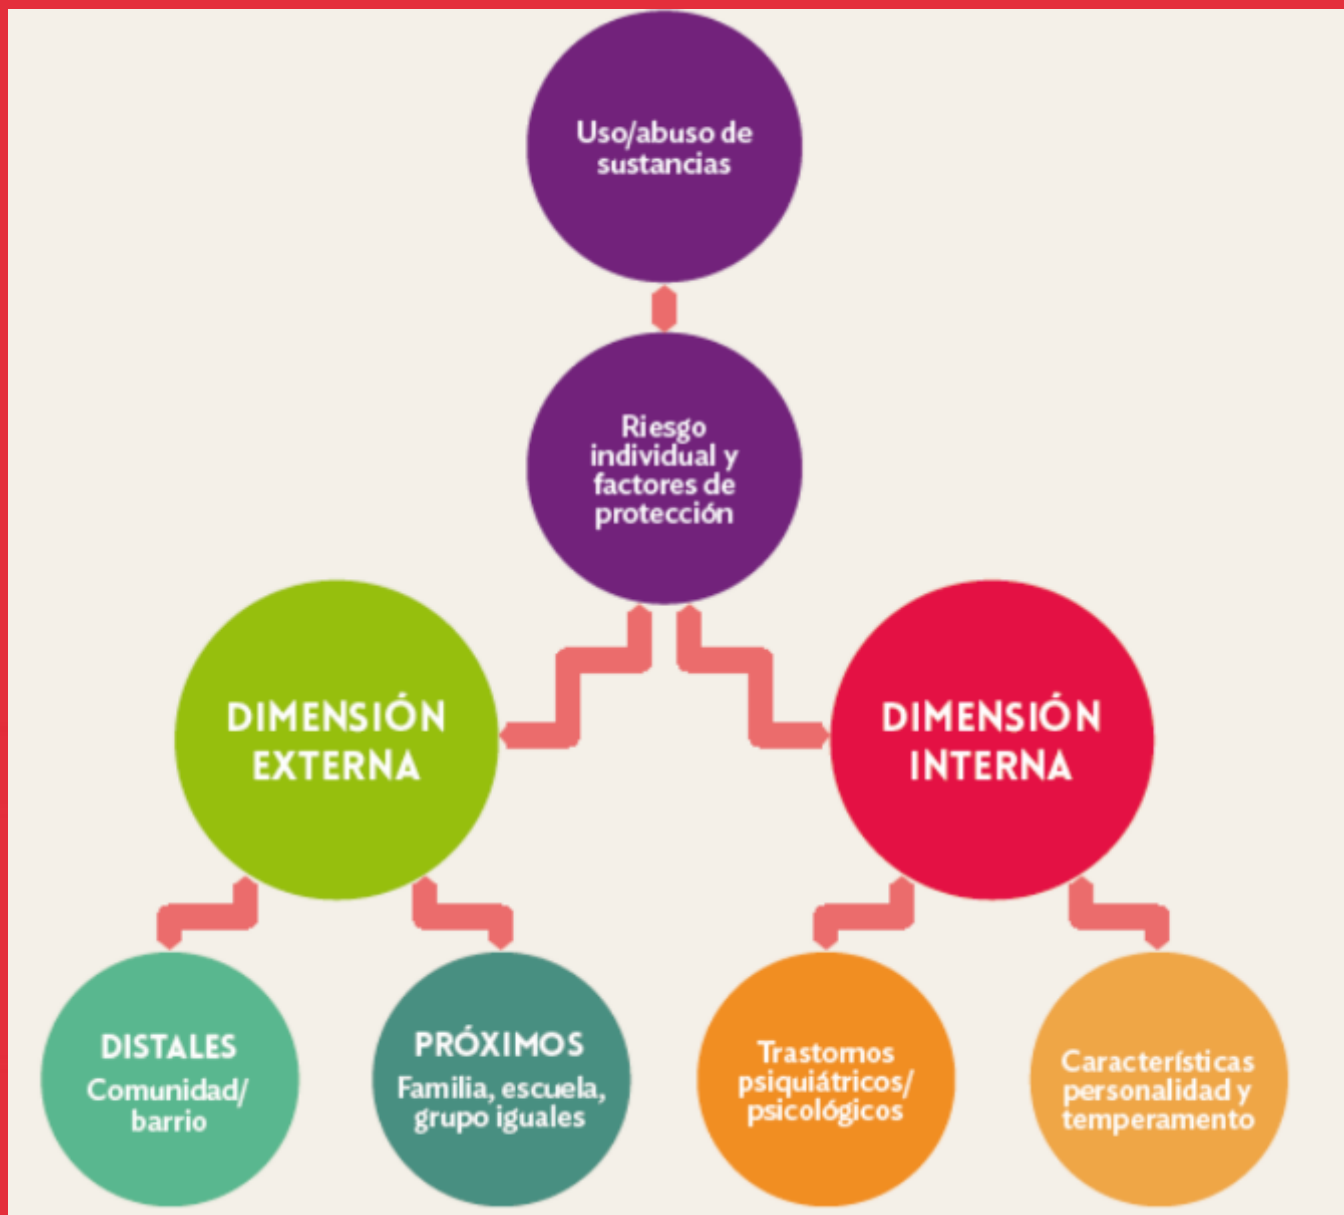 Uso/abuso de
sustancias
Riesgo
individual y
factores de
protección
DIMENSIÓN
EXTERNA
DIMENSIÓN
INTERNA
DISTALES
Comunidad/
barrio
PRÓXIMOS
Familia, escuela,
grupo iguales
Trastornos
psiquiátricos/
psicológicos
Características
personalidad y
temperamento